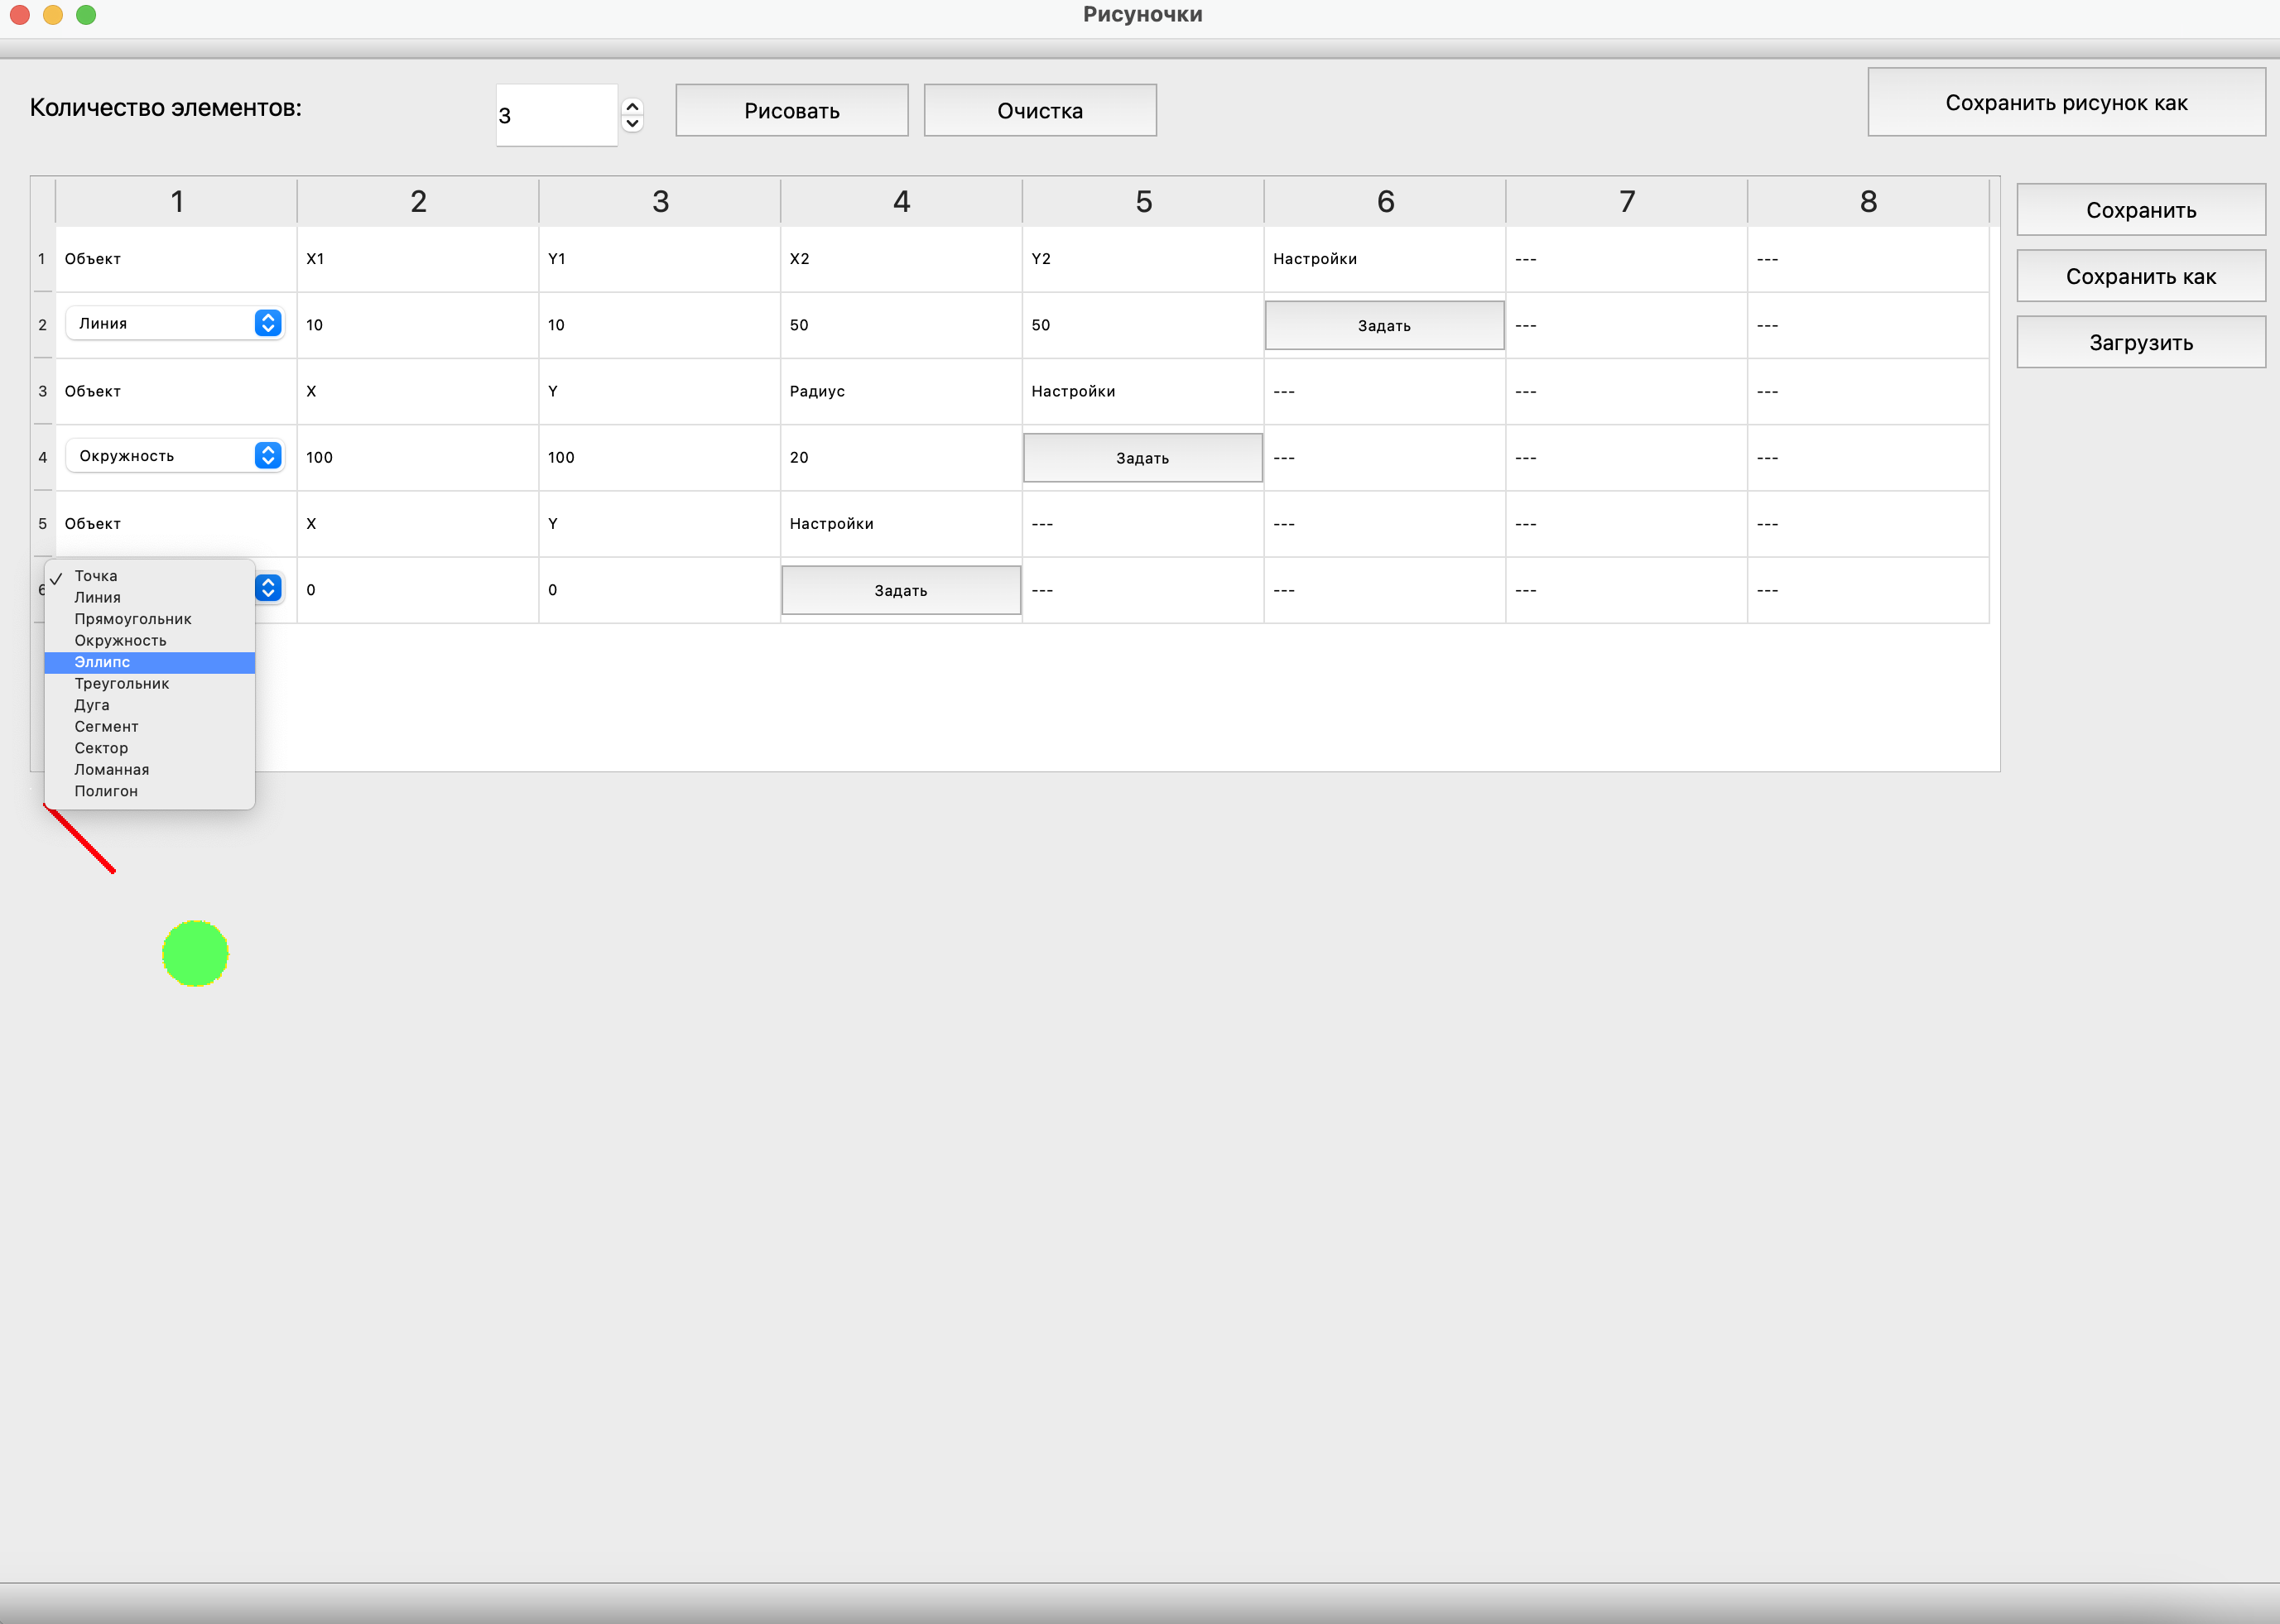 Рисуночки
Количество элементов: 3 Рисовать Очистка Сохранить рисунок как
1 2 3 4 5 6 7 8
1 Объект X1 Y1 X2 Y2 Настройки --- ---
2 Линия 10 10 50 50 Задать --- ---
3 Объект X Y Радиус Настройки --- --- ---
4 Окружность 100 100 20 Задать --- --- ---
5 Объект X Y Настройки --- --- --- ---
6 0 0 Задать --- --- --- ---
Точка
Линия
Прямоугольник
Окружность
Эллипс
Треугольник
Дуга
Сегмент
Сектор
Ломанная
Полигон
Сохранить
Сохранить как
Загрузить